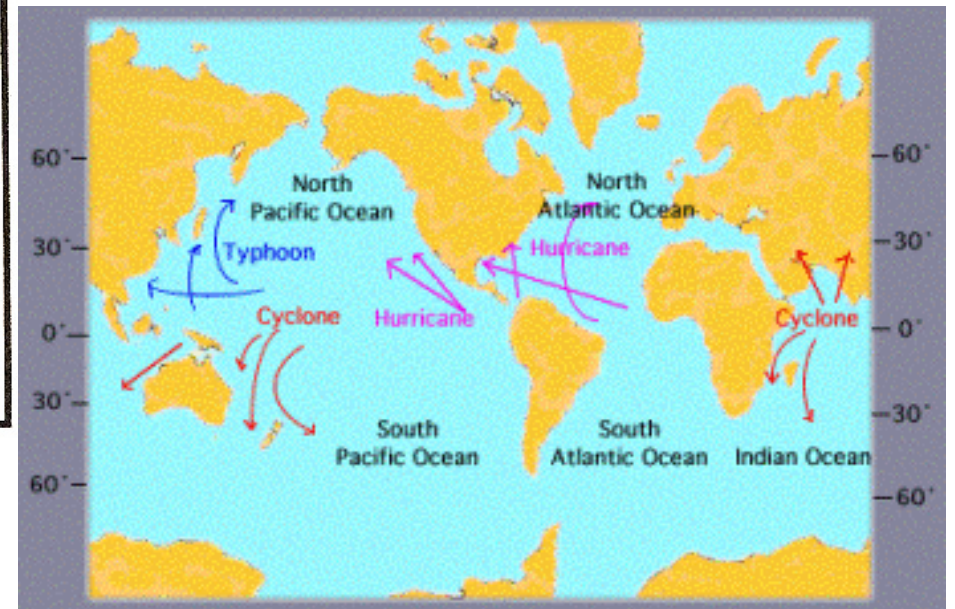 60°
60°
North
Pacific Ocean
North
Atlantic Ocean
30°
Typhoon
Hurricane
30°
Cyclone
Hurricane
Cyclone
0°
0°
30°
30°
South
Pacific Ocean
South
Atlantic Ocean
Indian Ocean
60°
60°